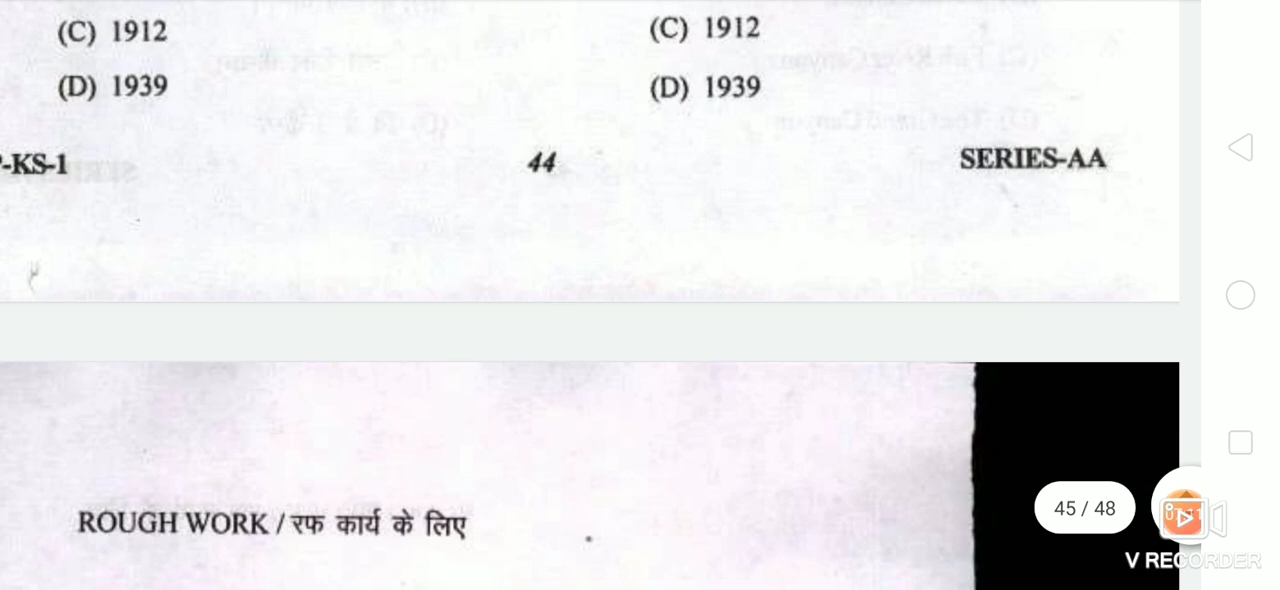 (C) 1912
(C) 1912
(D) 1939
(D) 1939
-KS-1
44
SERIES-AA
ROUGH WORK / रफ कार्य के लिए
45 / 48
V RECORDER